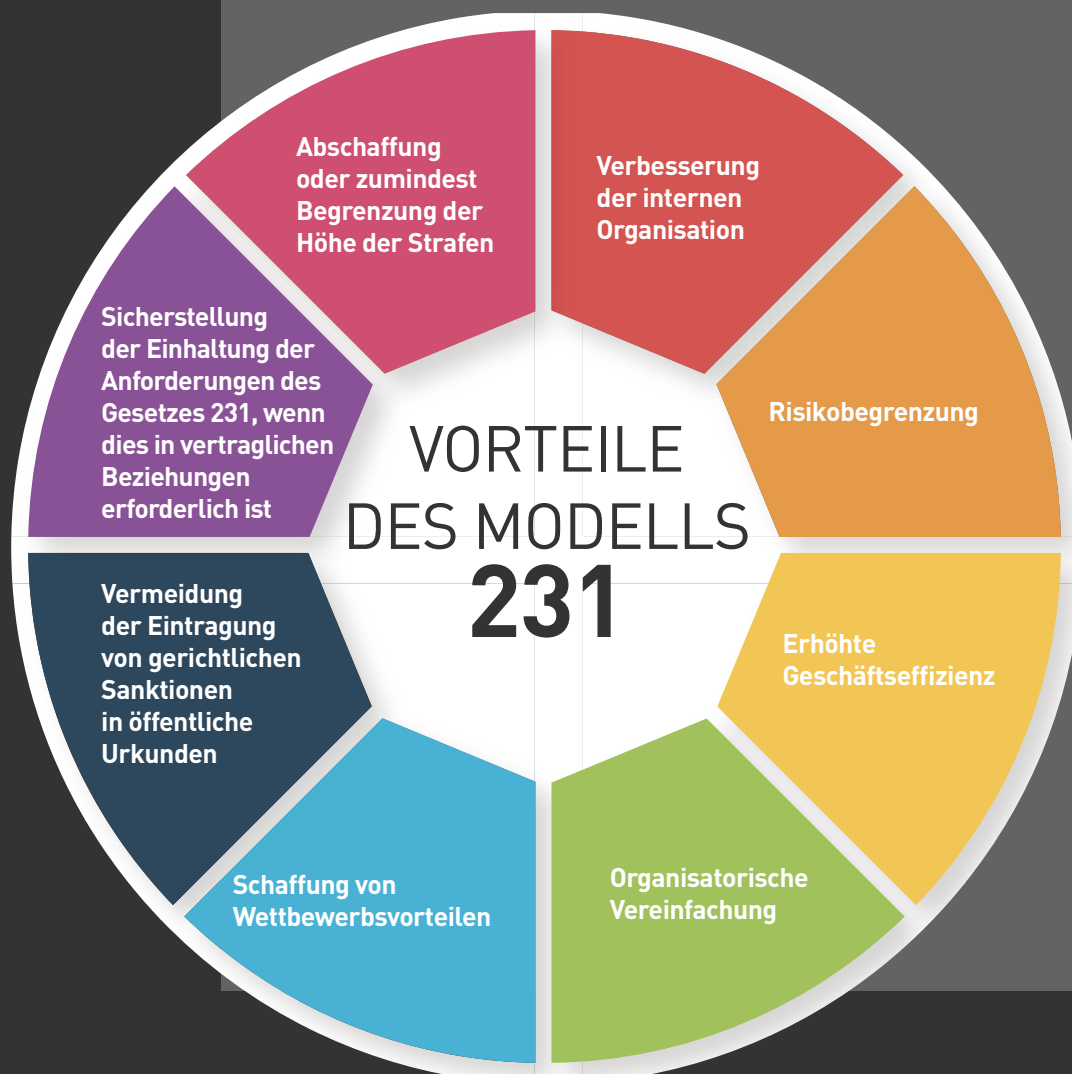 VORTEILE
DES MODELLS
231
Verbesserung
der internen
Organisation
Risikobegrenzung
Erhöhte
Geschäftseffizienz
Organisatorische
Vereinfachung
Schaffung von
Wettbewerbsvorteilen
Vermeidung
der Eintragung
von gerichtlichen
Sanktionen
in öffentliche
Urkunden
Sicherstellung
der Einhaltung der
Anforderungen des
Gesetzes 231, wenn
dies in vertraglichen
Beziehungen
erforderlich ist
Abschaffung
oder zumindest
Begrenzung der
Höhe der Strafen